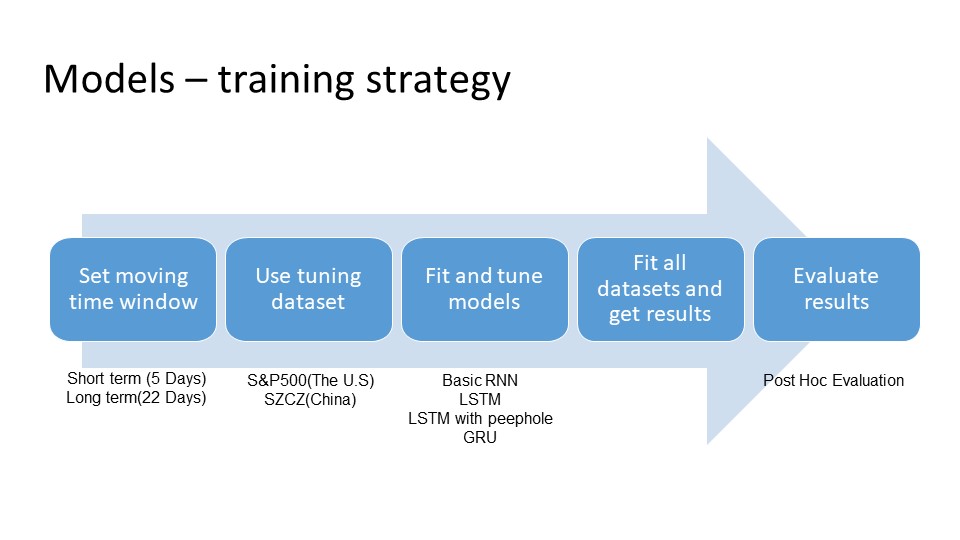 Models – training strategy
Set moving
time window
Use tuning
dataset
Fit and tune
models
Fit all
datasets and
get results
Evaluate
results
Short term (5 Days)
Long term(22 Days)
S&P500(The U.S)
SZCZ(China)
Basic RNN
LSTM
LSTM with peephole
GRU
Post Hoc Evaluation